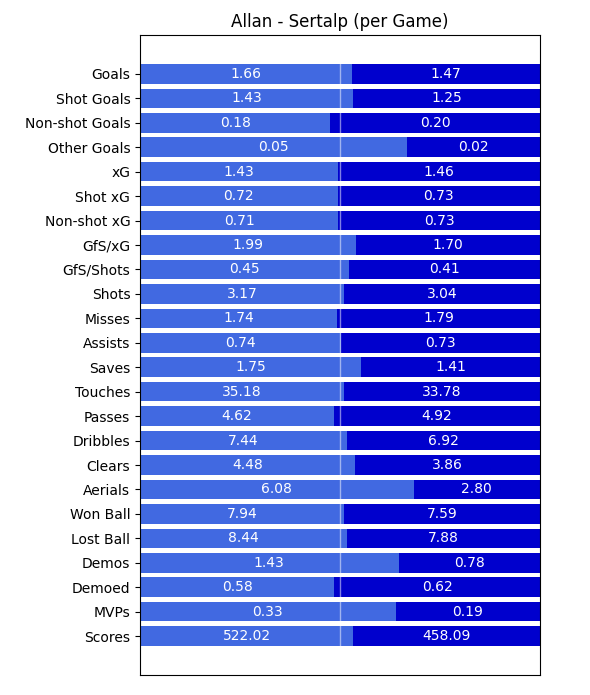 Allan - Sertalp (per Game)
Goals 1.66 1.47
Shot Goals 1.43 1.25
Non-shot Goals 0.18 0.20
Other Goals 0.05 0.02
xG 1.43 1.46
Shot xG 0.72 0.73
Non-shot xG 0.71 0.73
GfS/xG 1.99 1.70
GfS/Shots 0.45 0.41
Shots 3.17 3.04
Misses 1.74 1.79
Assists 0.74 0.73
Saves 1.75 1.41
Touches 35.18 33.78
Passes 4.62 4.92
Dribbles 7.44 6.92
Clears 4.48 3.86
Aerials 6.08 2.80
Won Ball 7.94 7.59
Lost Ball 8.44 7.88
Demos 1.43 0.78
Demoed 0.58 0.62
MVPs 0.33 0.19
Scores 522.02 458.09